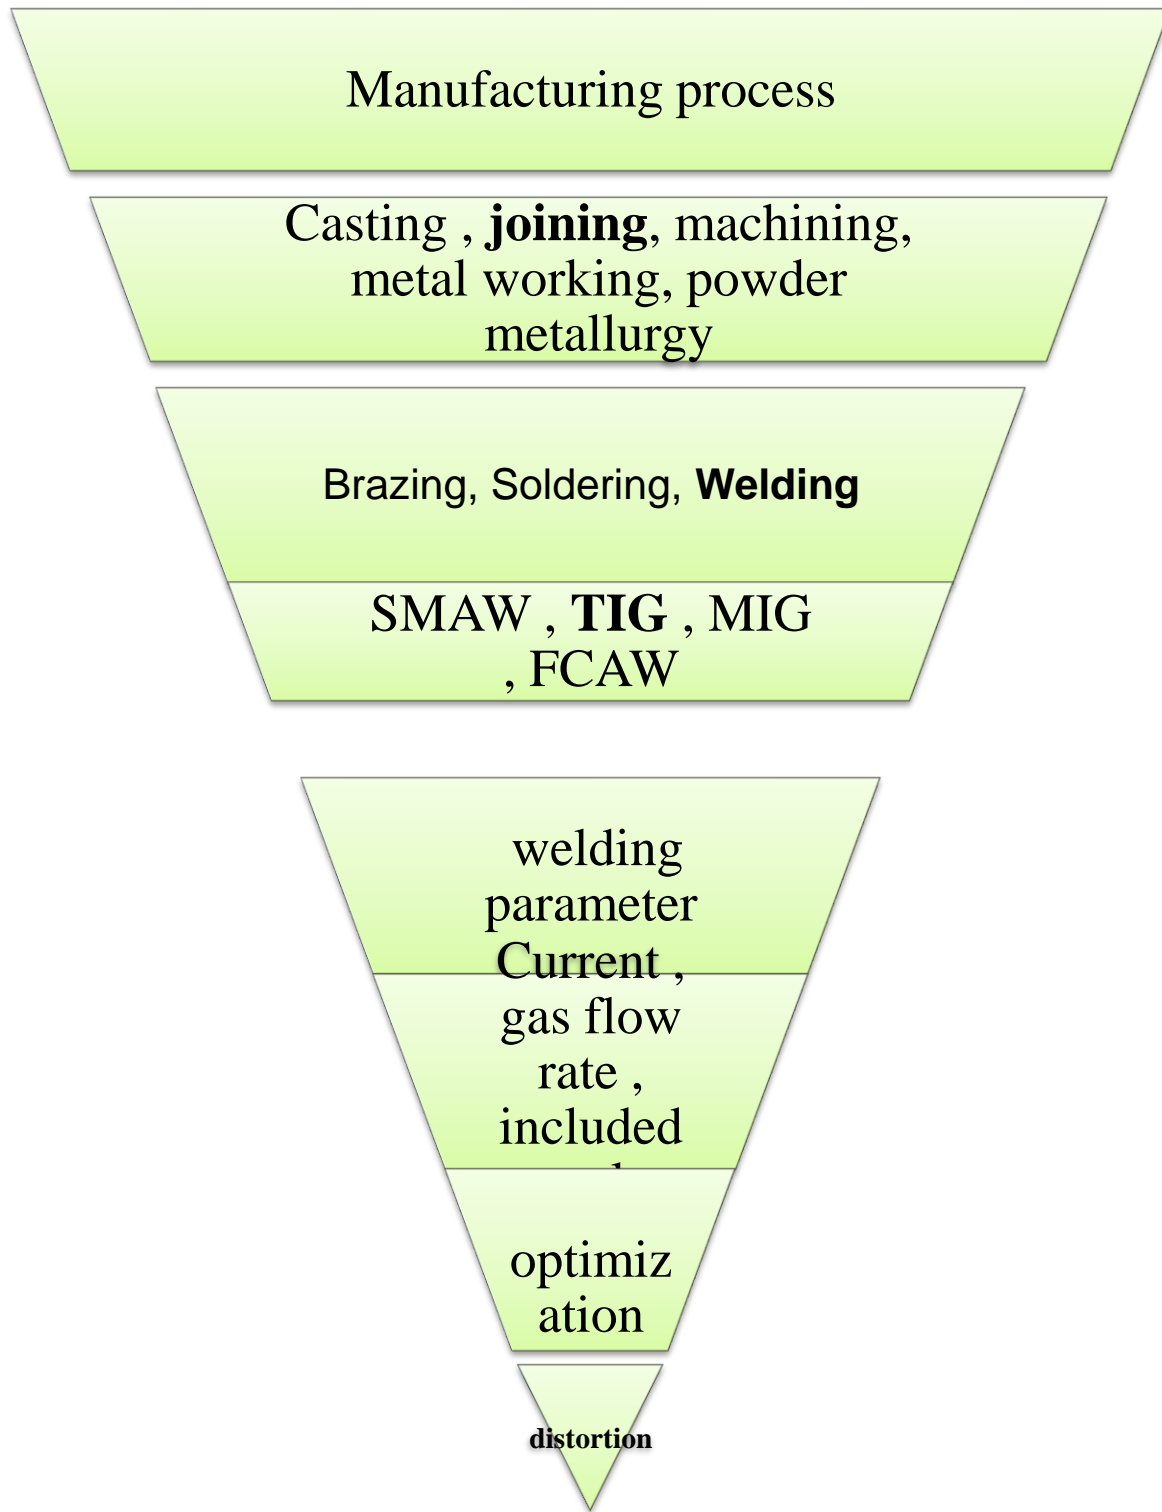 Manufacturing process
Casting , joining, machining,
metal working, powder
metallurgy
Brazing, Soldering, Welding
SMAW , TIG , MIG
, FCAW
welding
parameter
Current ,
gas flow
rate ,
included
optimiz
ation
distortion